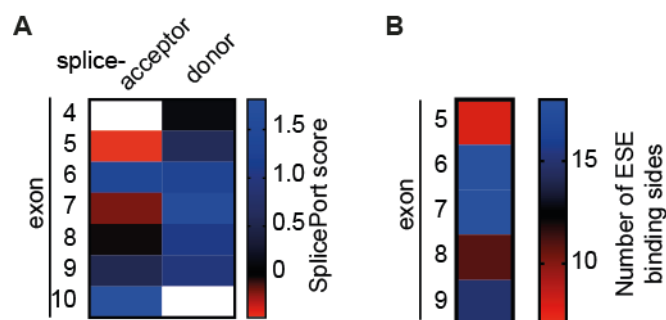 A
splice-
acceptor
donor
exon
4
5
6
7
8
9
10
1.5
1.0
0.5
0
SplicePort score
B
exon
5
6
7
8
9
15
10
Number of ESE
binding sides